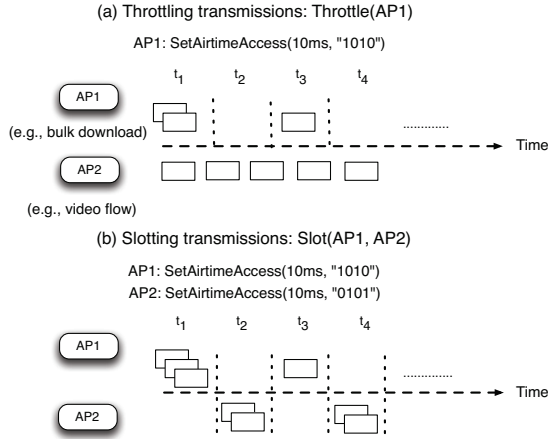 (a) Throttling transmissions: Throttle(AP1)
AP1: SetAirtimeAccess(10ms, "1010")
t1 t2 t3 t4
AP1
(e.g., bulk download)
.............
Time
AP2
(e.g., video flow)
(b) Slotting transmissions: Slot(AP1, AP2)
AP1: SetAirtimeAccess(10ms, "1010")
AP2: SetAirtimeAccess(10ms, "0101")
t1 t2 t3 t4
AP1
.............
Time
AP2